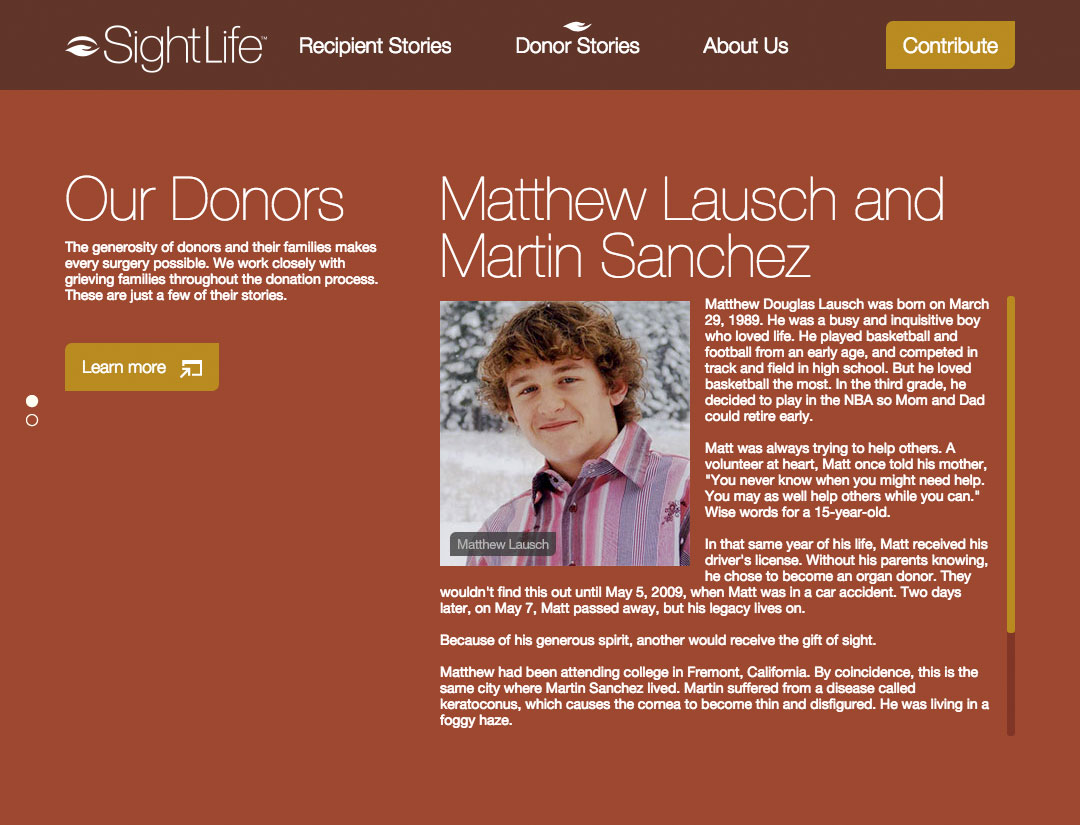 SightLife™
Recipient Stories
Donor Stories
About Us
Contribute
Our Donors
The generosity of donors and their families makes
every surgery possible. We work closely with
grieving families throughout the donation process.
These are just a few of their stories.
Learn more
Matthew Lausch and
Martin Sanchez
Matthew Lausch
Matthew Douglas Lausch was born on March
29, 1989. He was a busy and inquisitive boy
who loved life. He played basketball and
football from an early age, and competed in
track and field in high school. But he loved
basketball the most. In the third grade, he
decided to play in the NBA so Mom and Dad
could retire early.
Matt was always trying to help others. A
volunteer at heart, Matt once told his mother,
"You never know when you might need help.
You may as well help others while you can."
Wise words for a 15-year-old.
In that same year of his life, Matt received his
driver's license. Without his parents knowing,
he chose to become an organ donor. They
wouldn't find this out until May 5, 2009, when Matt was in a car accident. Two days
later, on May 7, Matt passed away, but his legacy lives on.
Because of his generous spirit, another would receive the gift of sight.
Matthew had been attending college in Fremont, California. By coincidence, this is the
same city where Martin Sanchez lived. Martin suffered from a disease called
keratoconus, which causes the cornea to become thin and disfigured. He was living in a
foggy haze.